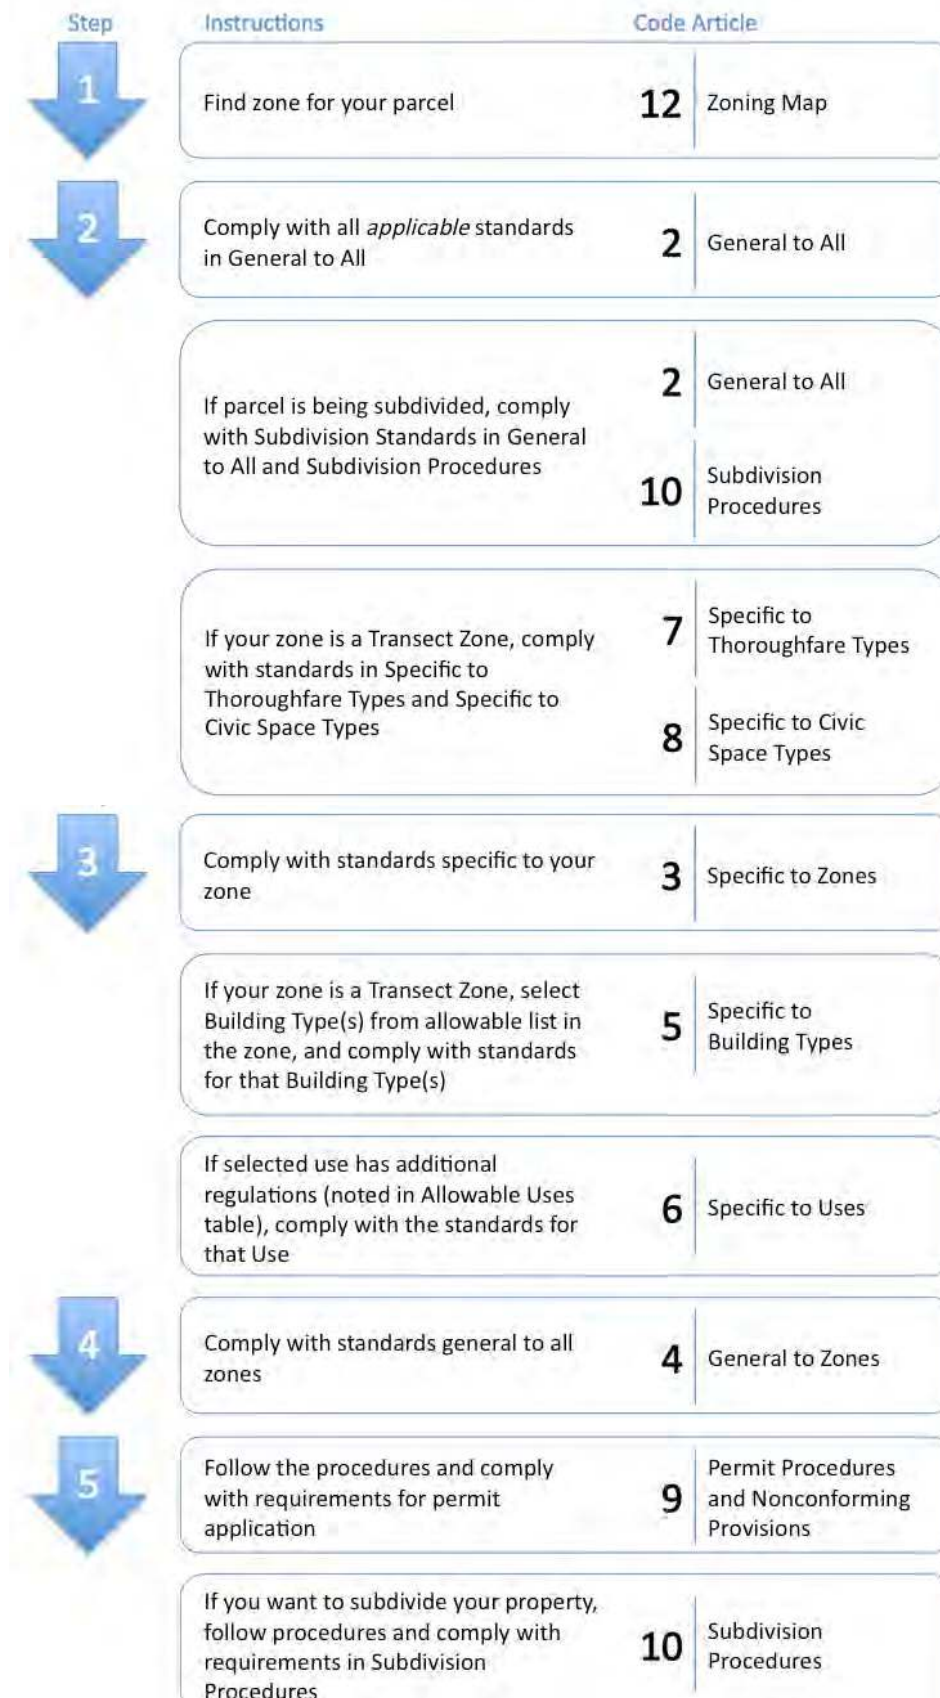 Step Instructions Code Article
1
Find zone for your parcel
12
Zoning Map
2
Comply with all applicable standards
in General to All
2
General to All
If parcel is being subdivided, comply
with Subdivision Standards in General
to All and Subdivision Procedures
2
General to All
10
Subdivision
Procedures
If your zone is a Transect Zone, comply
with standards in Specific to
Thoroughfare Types and Specific to
Civic Space Types
7
Specific to
Thoroughfare Types
8
Specific to Civic
Space Types
3
Comply with standards specific to your
zone
3
Specific to Zones
If your zone is a Transect Zone, select
Building Type(s) from allowable list in
the zone, and comply with standards
for that Building Type(s)
5
Specific to
Building Types
If selected use has additional
regulations (noted in Allowable Uses
table), comply with the standards for
that Use
6
Specific to Uses
4
Comply with standards general to all
zones
4
General to Zones
5
Follow the procedures and comply
with requirements for permit
application
9
Permit Procedures
and Nonconforming
Provisions
If you want to subdivide your property,
follow procedures and comply with
requirements in Subdivision
Procedures
10
Subdivision
Procedures